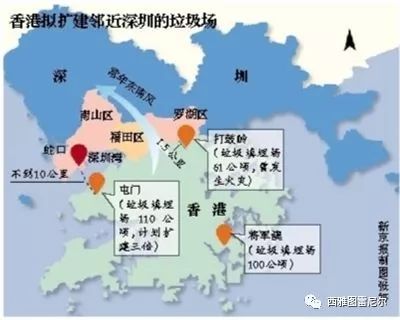 香港拟扩建邻近深圳的垃圾场
深
圳
常年东南风
南山区
罗湖区
福田区
蛇口
深圳湾
不到10公里
1.5公里
打鼓岭
(垃圾填埋场
61公顷,曾发
生火灾)
屯门
(垃圾填埋
场 110 公
顷,计划扩
建三倍)
香 港
将军澳
(垃圾填埋场
100公顷)
新京报制图
西雅图雷尼尔